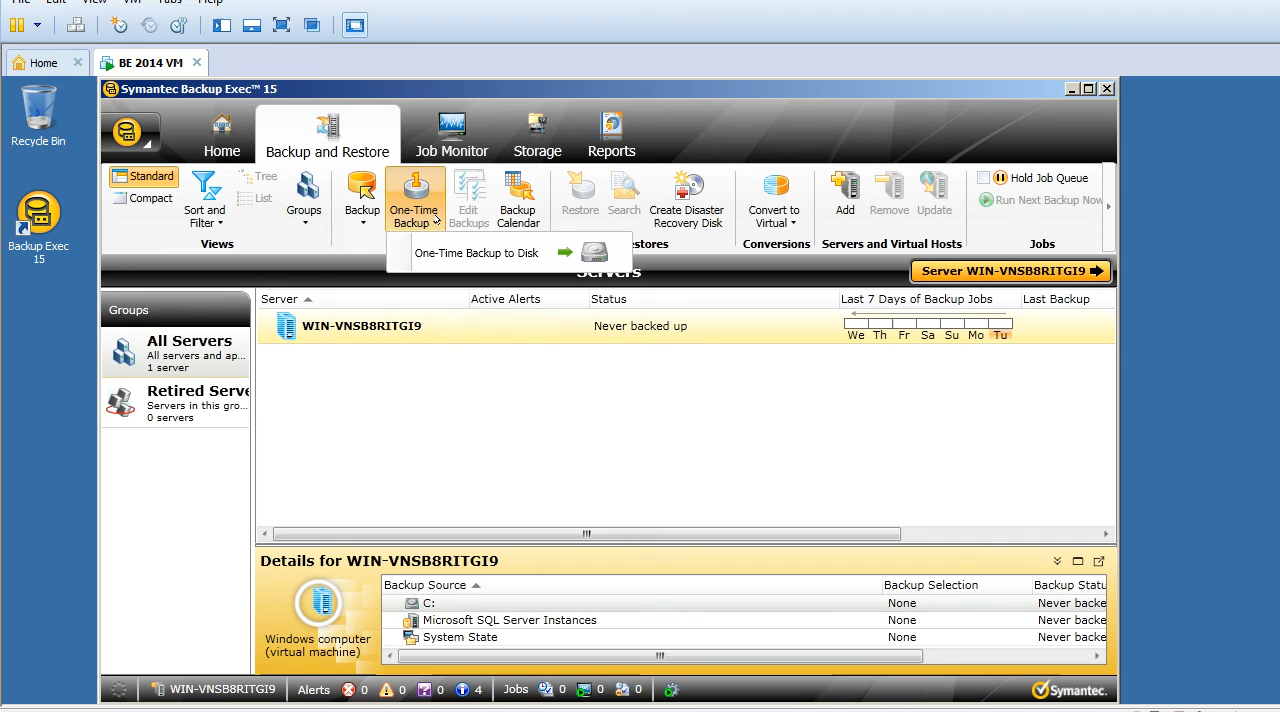 File Edit View VM Tabs Help
Home
BE 2014 VM
Recycle Bin
Backup Exec
15
Symantec Backup Exec™ 15
Home
Backup and Restore
Job Monitor
Storage
Reports
Standard
Compact
Sort and
Filter
Tree
List
Groups
Views
Backup
One-Time
Backup
Edit
Backups
Backup
Calendar
One-Time Backup to Disk
Restore
Search
Create Disaster
Recovery Disk
stores
Convert to
Virtual
Conversions
Add
Remove
Update
Servers and Virtual Hosts
Hold Job Queue
Run Next Backup Now
Jobs
Servers
Server WIN-VNSB8RITGI9
Groups
All Servers
All servers and ap...
1 server
Retired Serve
Servers in this gro...
0 servers
Server Active Alerts Status Last 7 Days of Backup Jobs Last Backup
WIN-VNSB8RITGI9 Never backed up
We Th Fr Sa Su Mo Tu
Details for WIN-VNSB8RITGI9
Windows computer
(virtual machine)
Backup Source Backup Selection Backup Statu
C: None Never backe
Microsoft SQL Server Instances None Never backe
System State None Never backe
WIN-VNSB8RITGI9 Alerts 0 0 0 4 Jobs 0 0 0 Symantec.